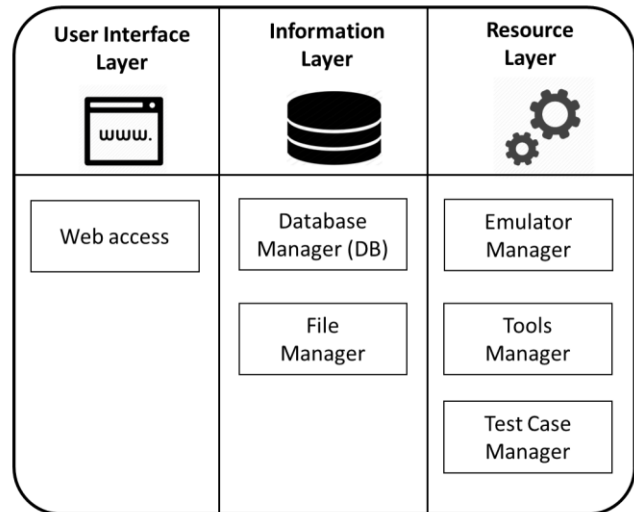 User Interface
Layer
Information
Layer
Resource
Layer
www.
Web access
Database
Manager (DB)
File
Manager
Emulator
Manager
Tools
Manager
Test Case
Manager